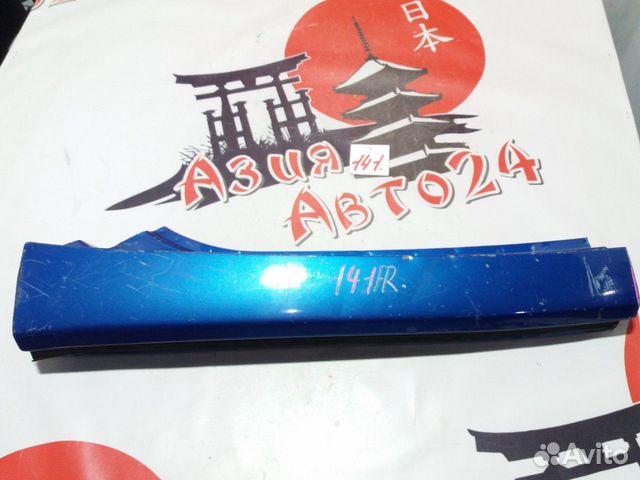 日本
Азия
141.
Авто24
141FR.
Avito